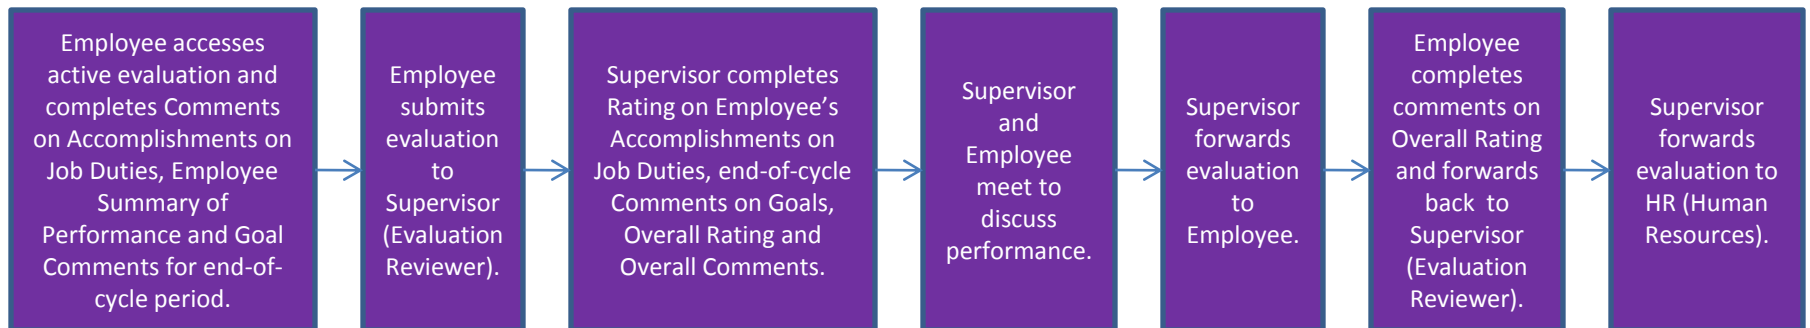 Employee accesses
active evaluation and
completes Comments
on Accomplishments on
Job Duties, Employee
Summary of
Performance and Goal
Comments for end-of-
cycle period.
Employee
submits
evaluation
to
Supervisor
(Evaluation
Reviewer).
Supervisor completes
Rating on Employee’s
Accomplishments on
Job Duties, end-of-cycle
Comments on Goals,
Overall Rating and
Overall Comments.
Supervisor
and
Employee
meet to
discuss
performance.
Supervisor
forwards
evaluation
to
Employee.
Employee
completes
comments on
Overall Rating
and forwards
back to
Supervisor
(Evaluation
Reviewer).
Supervisor
forwards
evaluation to
HR (Human
Resources).